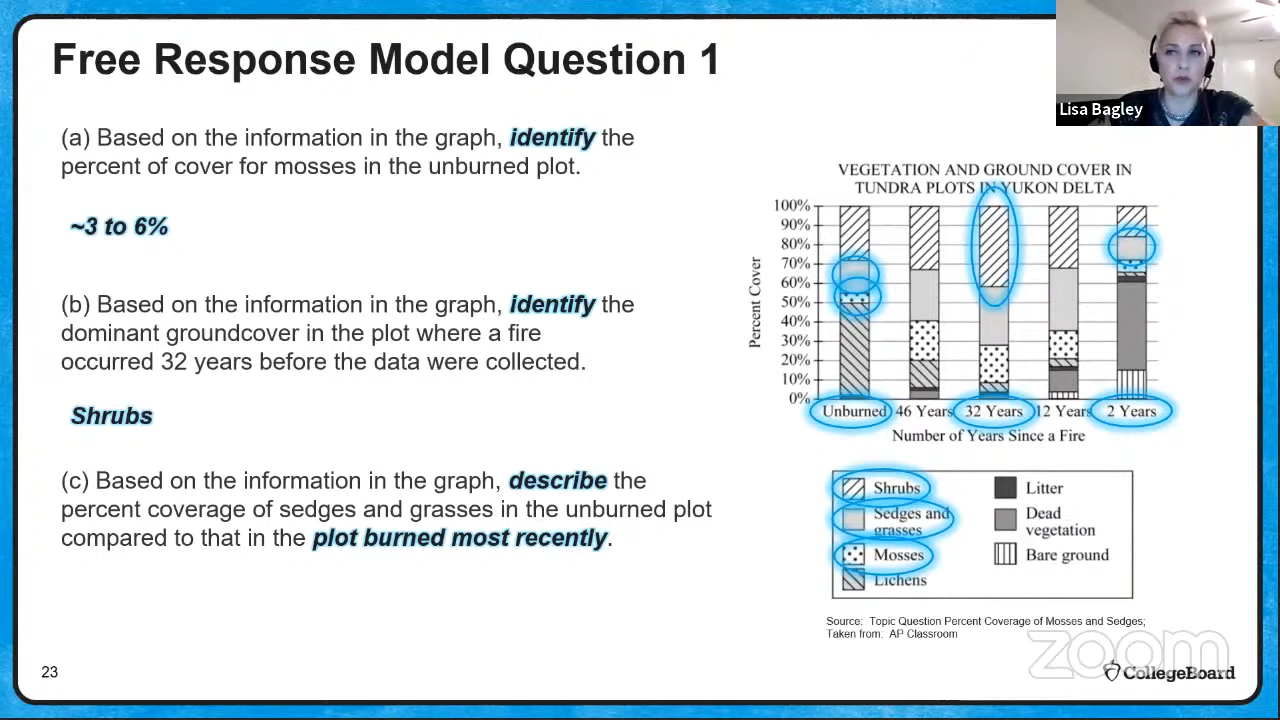 Free Response Model Question 1
Lisa Bagley
(a) Based on the information in the graph, identify the
percent of cover for mosses in the unburned plot.
~3 to 6%
(b) Based on the information in the graph, identify the
dominant groundcover in the plot where a fire
occurred 32 years before the data were collected.
Shrubs
(c) Based on the information in the graph, describe the
percent coverage of sedges and grasses in the unburned plot
compared to that in the plot burned most recently.
VEGETATION AND GROUND COVER IN
TUNDRA PLOTS IN YUKON DELTA
Percent Cover
100%
90%
80%
70%
60%
50%
40%
30%
20%
10%
0%
Unburned 46 Years 32 Years 12 Years 2 Years
Number of Years Since a Fire
Shrubs
Sedges and
grasses
Mosses
Lichens
Litter
Dead
vegetation
Bare ground
Source: Topic Question Percent Coverage of Mosses and Sedges;
Taken from: AP Classroom
zoom
CollegeBoard
23